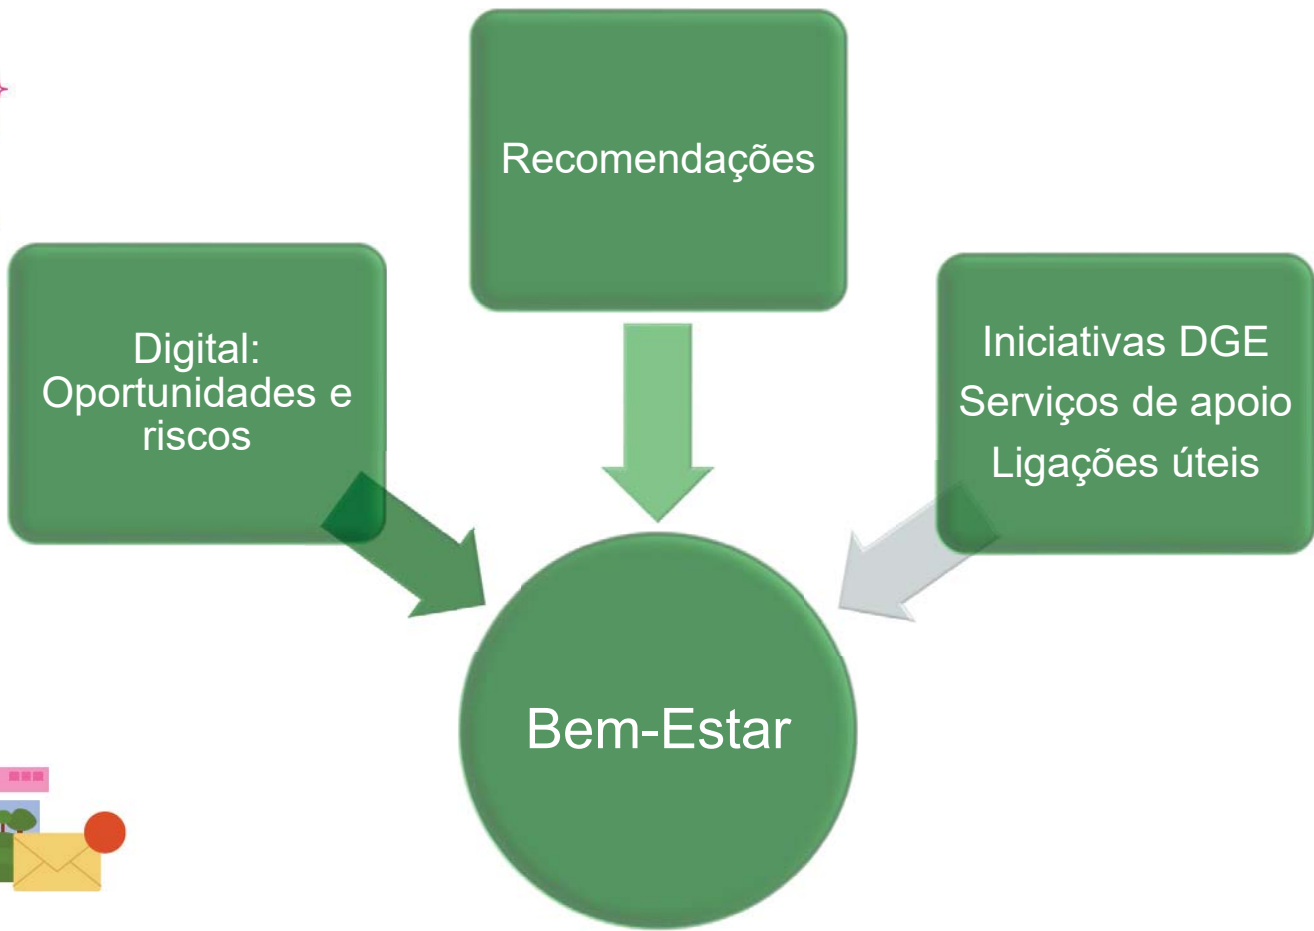 Recomendações
Digital:
Oportunidades e
riscos
Iniciativas DGE
Serviços de apoio
Ligações úteis
Bem-Estar